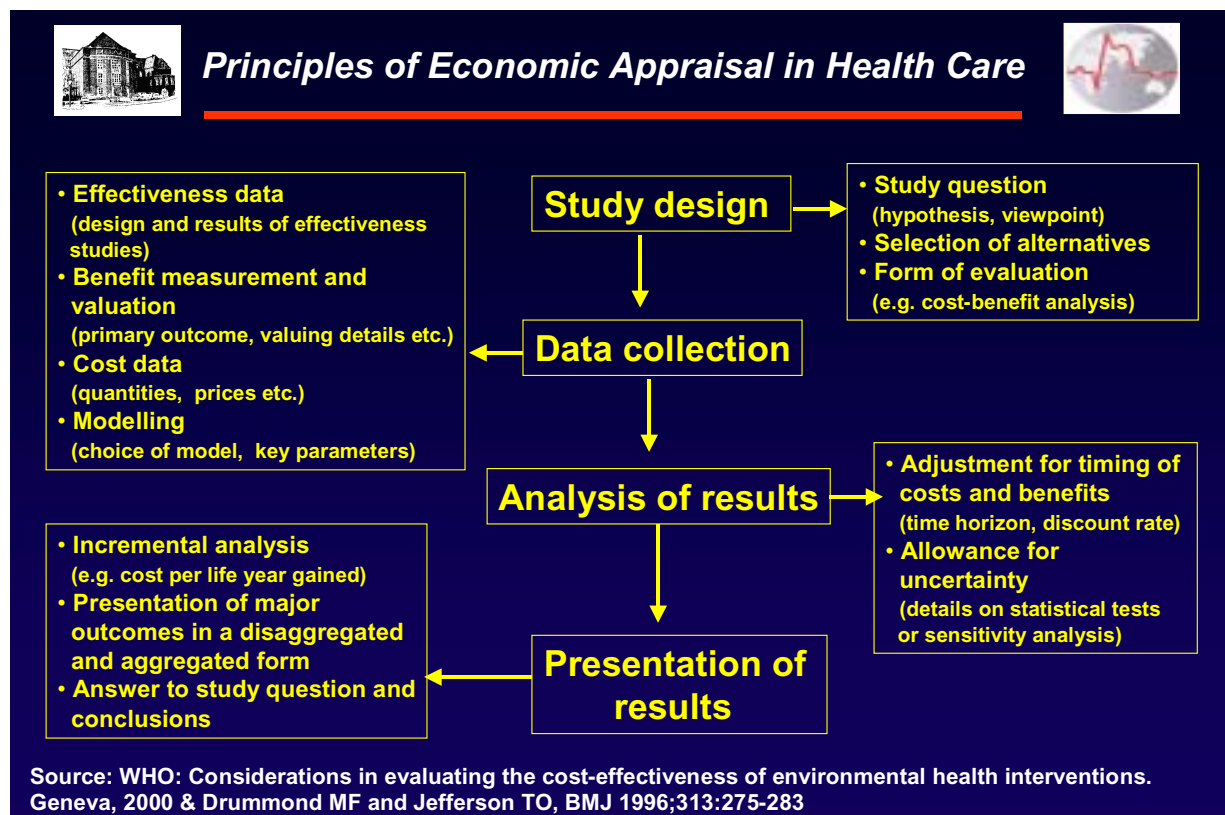 Principles of Economic Appraisal in Health Care
Study design
• Study question
(hypothesis, viewpoint)
• Selection of alternatives
• Form of evaluation
(e.g. cost-benefit analysis)
Data collection
• Effectiveness data
(design and results of effectiveness
studies)
• Benefit measurement and
valuation
(primary outcome, valuing details etc.)
• Cost data
(quantities, prices etc.)
• Modelling
(choice of model, key parameters)
Analysis of results
• Adjustment for timing of
costs and benefits
(time horizon, discount rate)
• Allowance for
uncertainty
(details on statistical tests
or sensitivity analysis)
Presentation of
results
• Incremental analysis
(e.g. cost per life year gained)
• Presentation of major
outcomes in a disaggregated
and aggregated form
• Answer to study question and
conclusions
Source: WHO: Considerations in evaluating the cost-effectiveness of environmental health interventions.
Geneva, 2000 & Drummond MF and Jefferson TO, BMJ 1996;313:275-283